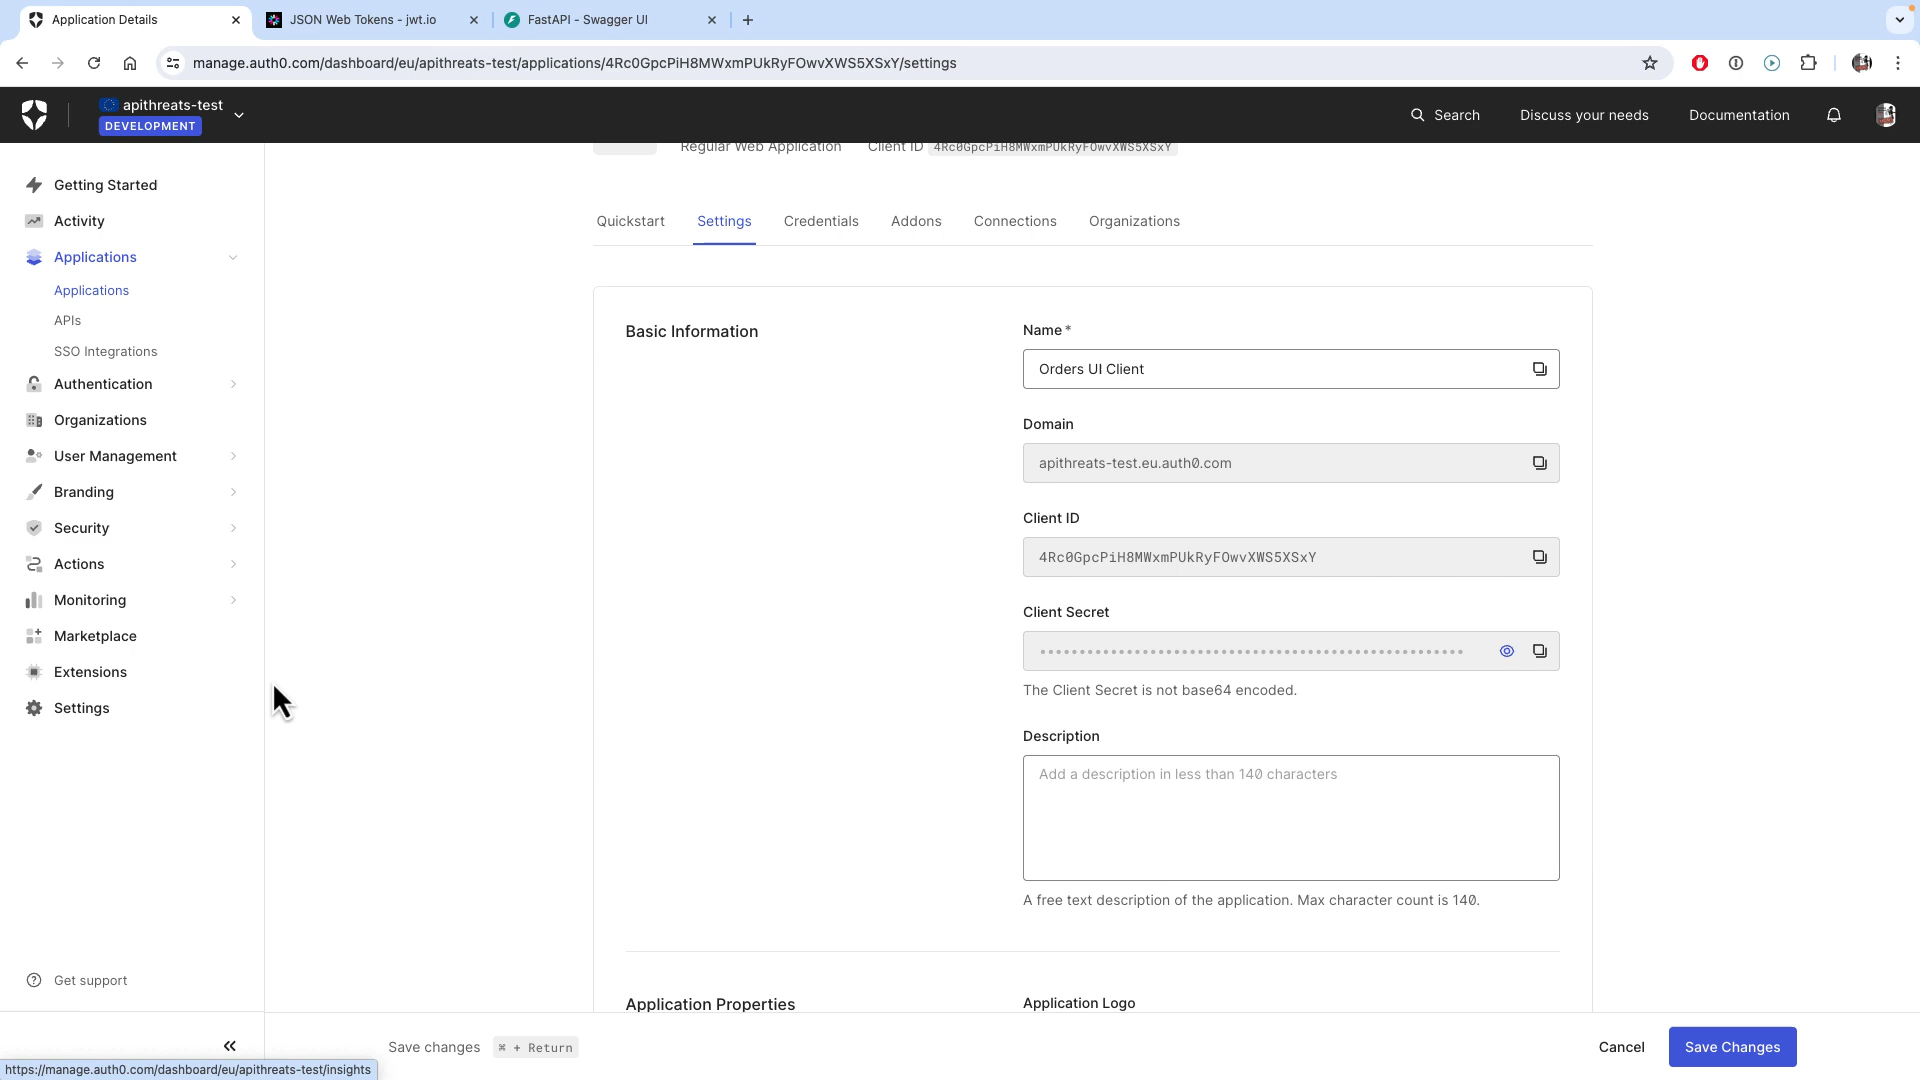 Application Details
JSON Web Tokens - jwt.io
FastAPI - Swagger UI
manage.auth0.com/dashboard/eu/apithreats-test/applications/4Rc0GpcPiH8MWxmPUkRyFOwvXWS5XSxY/settings
apithreats-test
DEVELOPMENT
Search
Discuss your needs
Documentation
Regular Web Application
Client ID 4Rc0GpcPiH8MWxmPUkRyFOwvXWS5XSxY
Getting Started
Activity
Applications
Applications
APIs
SSO Integrations
Authentication
Organizations
User Management
Branding
Security
Actions
Monitoring
Marketplace
Extensions
Settings
Get support
Quickstart
Settings
Credentials
Addons
Connections
Organizations
Basic Information
Name *
Orders UI Client
Domain
apithreats-test.eu.auth0.com
Client ID
4Rc0GpcPiH8MWxmPUkRyFOwvXWS5XSxY
Client Secret
The Client Secret is not base64 encoded.
Description
Add a description in less than 140 characters
A free text description of the application. Max character count is 140.
Application Properties
Application Logo
Save changes ⌘ + Return
Cancel
Save Changes
https://manage.auth0.com/dashboard/eu/apithreats-test/insights